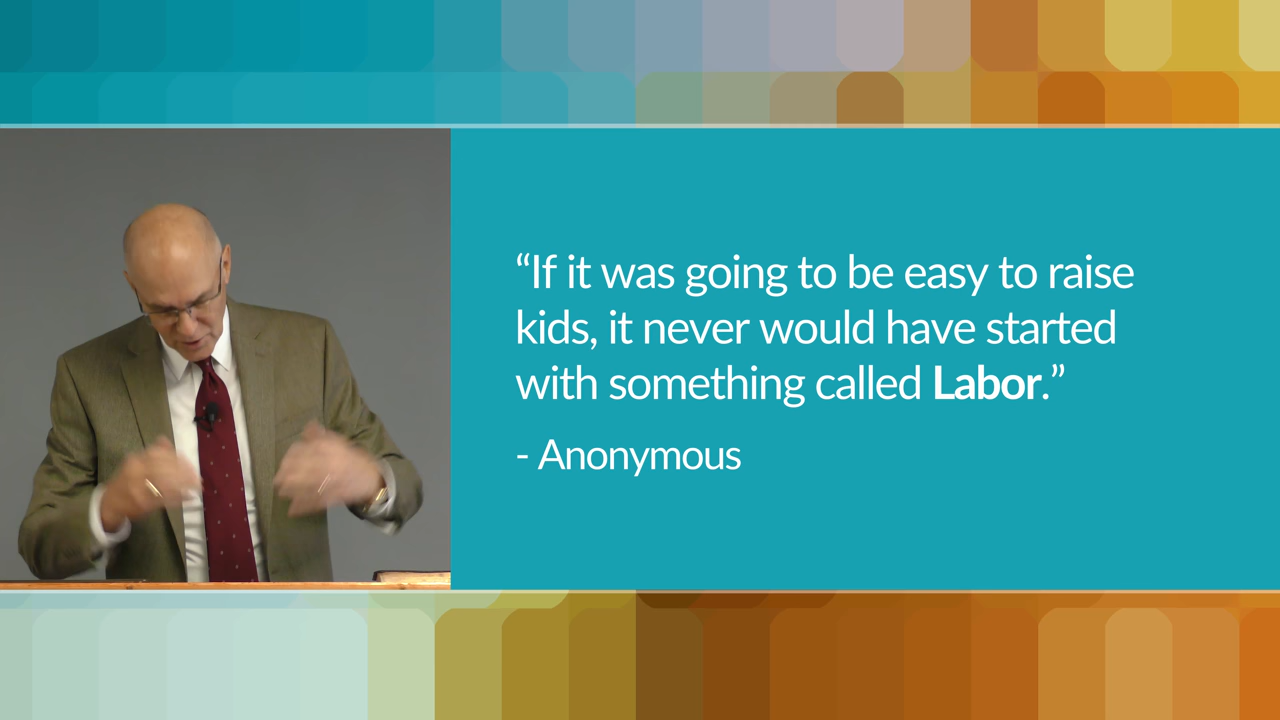 “If it was going to be easy to raise
kids, it never would have started
with something called Labor.”
- Anonymous